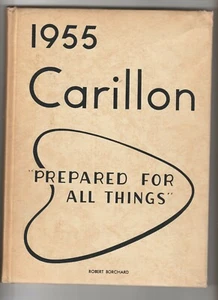 1955
Carillon
"PREPARED FOR
ALL THINGS"
ROBERT BORCHARD